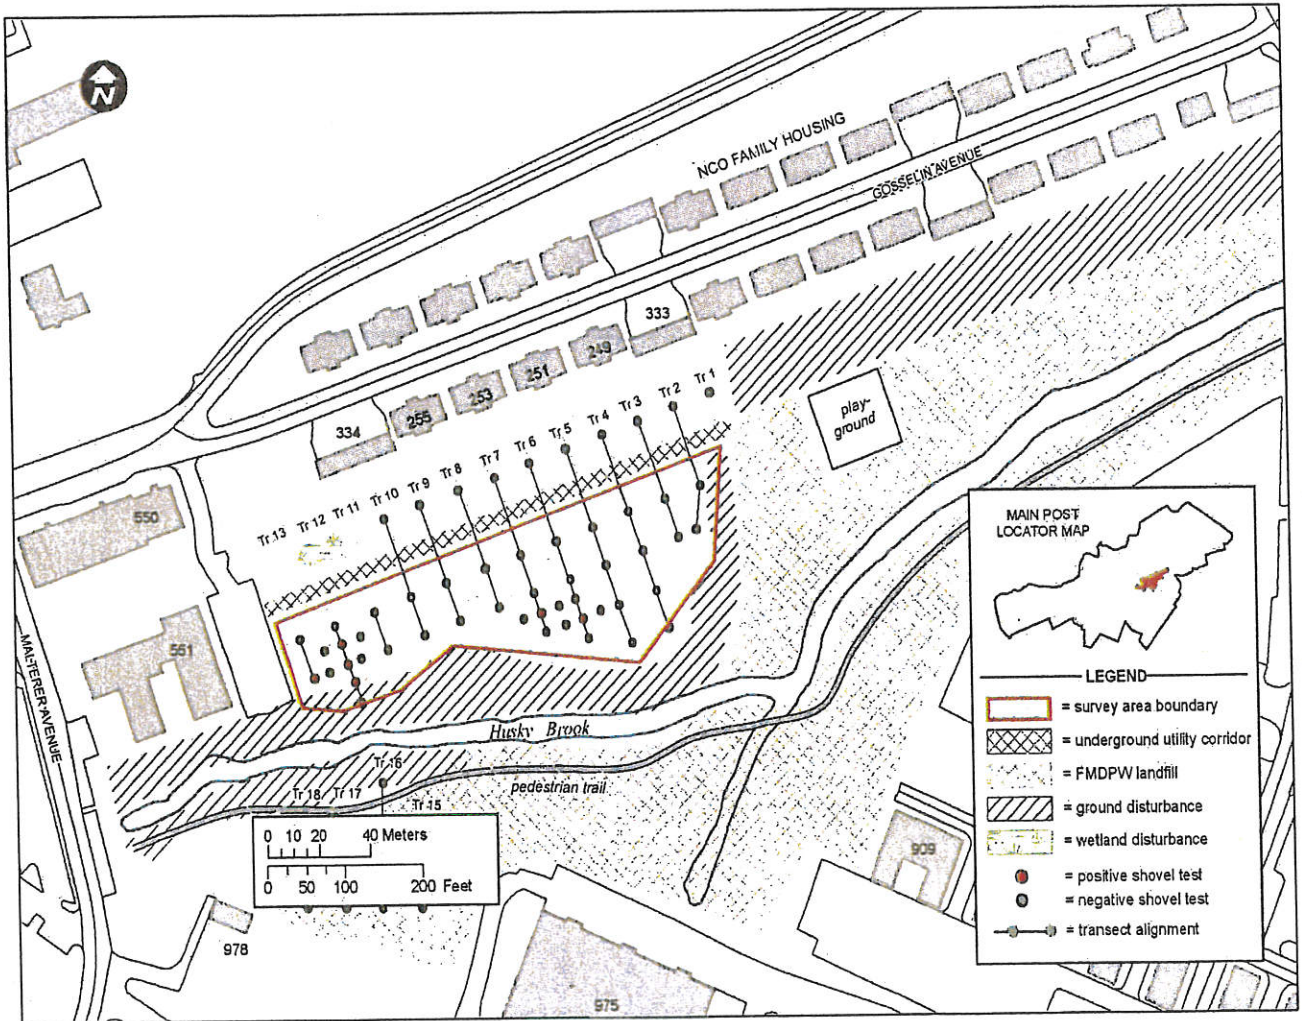 N
NCO FAMILY HOUSING
GOSSELIN AVENUE
333
249
251
253
255
334
play-
ground
Tr 1
Tr 2
Tr 3
Tr 4
Tr 5
Tr 6
Tr 7
Tr 8
Tr 9
Tr 10
Tr 11
Tr 12
Tr 13
550
551
MALTERER AVENUE
Husky Brook
pedestrian trail
Tr 16
Tr 18
Tr 17
Tr 15
0 10 20 40 Meters
0 50 100 200 Feet
978
975
909
MAIN POST
LOCATOR MAP
LEGEND
= survey area boundary
= underground utility corridor
= FMDPW landfill
= ground disturbance
= wetland disturbance
= positive shovel test
= negative shovel test
= transect alignment